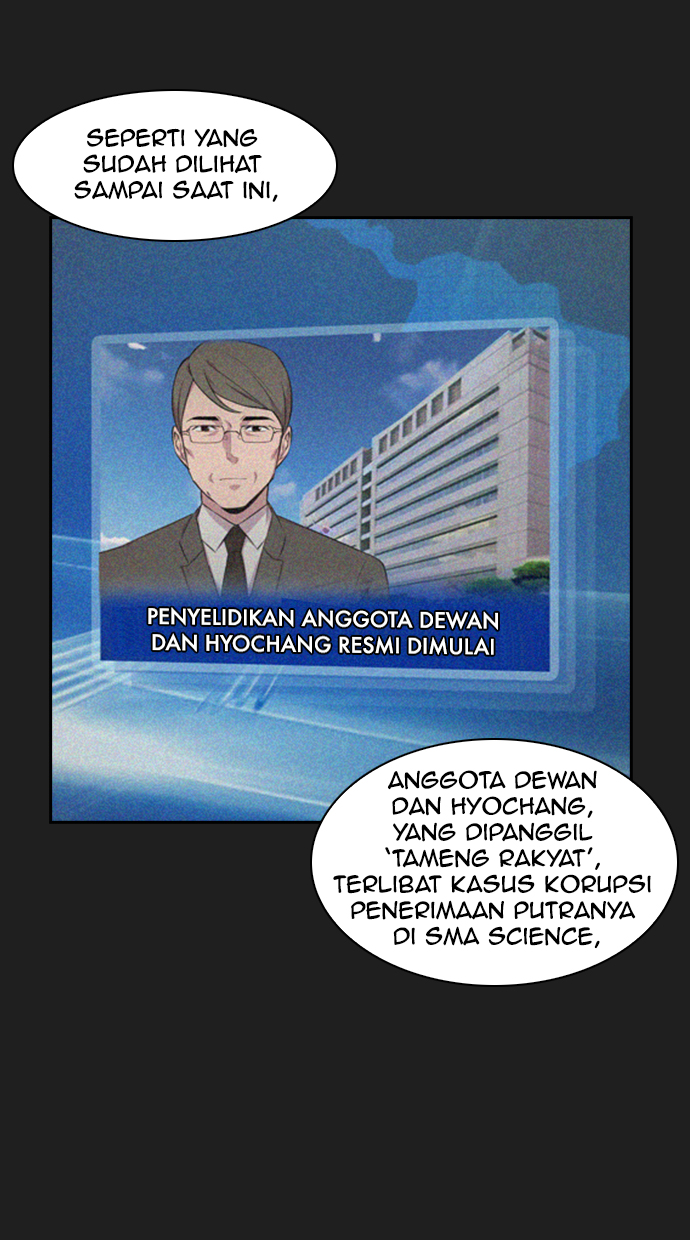 SEPERTI YANG
SUDAH DILIHAT
SAMPAI SAAT INI,
PENYELIDIKAN ANGGOTA DEWAN
DAN HYOCHANG RESMI DIMULAI
ANGGOTA DEWAN
DAN HYOCHANG,
YANG DIPANGGIL
‘TAMENG RAKYAT’,
TERLIBAT KASUS KORUPSI
PENERIMAAN PUTRANYA
DI SMA SCIENCE,